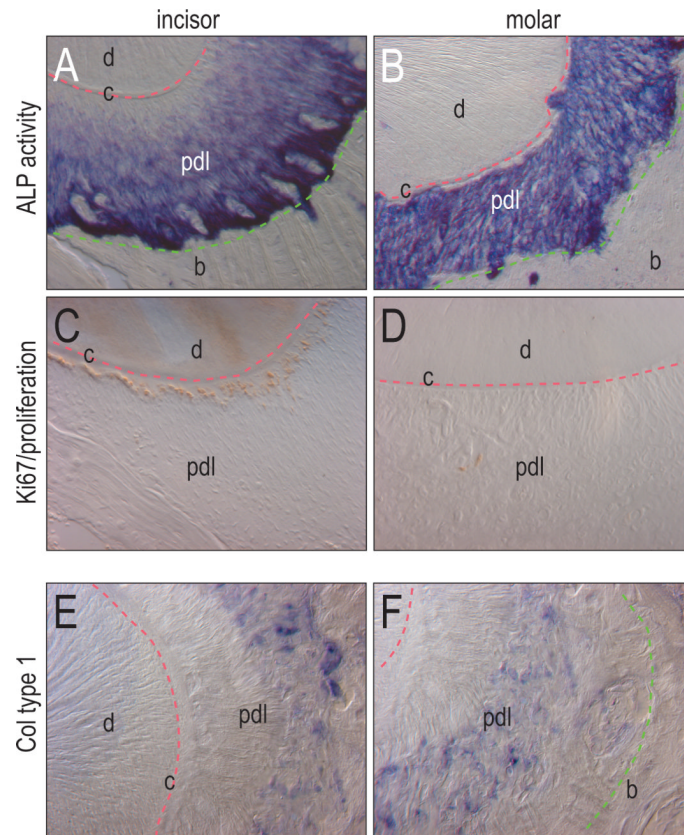 incisor
molar
ALP activity
A
d
c
pdl
b
B
d
c
pdl
b
Ki67/proliferation
C
c
d
pdl
D
d
c
pdl
Col type 1
E
d
c
pdl
F
pdl
b